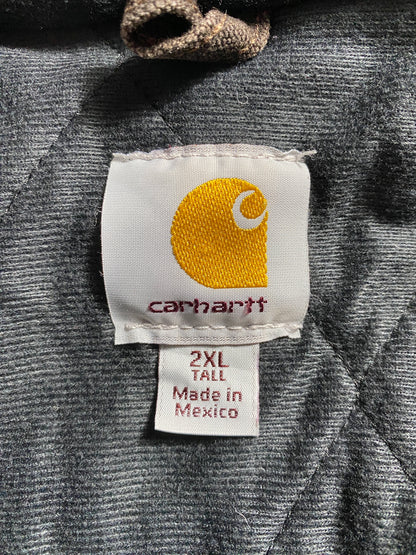 carhartt
2XL
TALL
Made in
Mexico